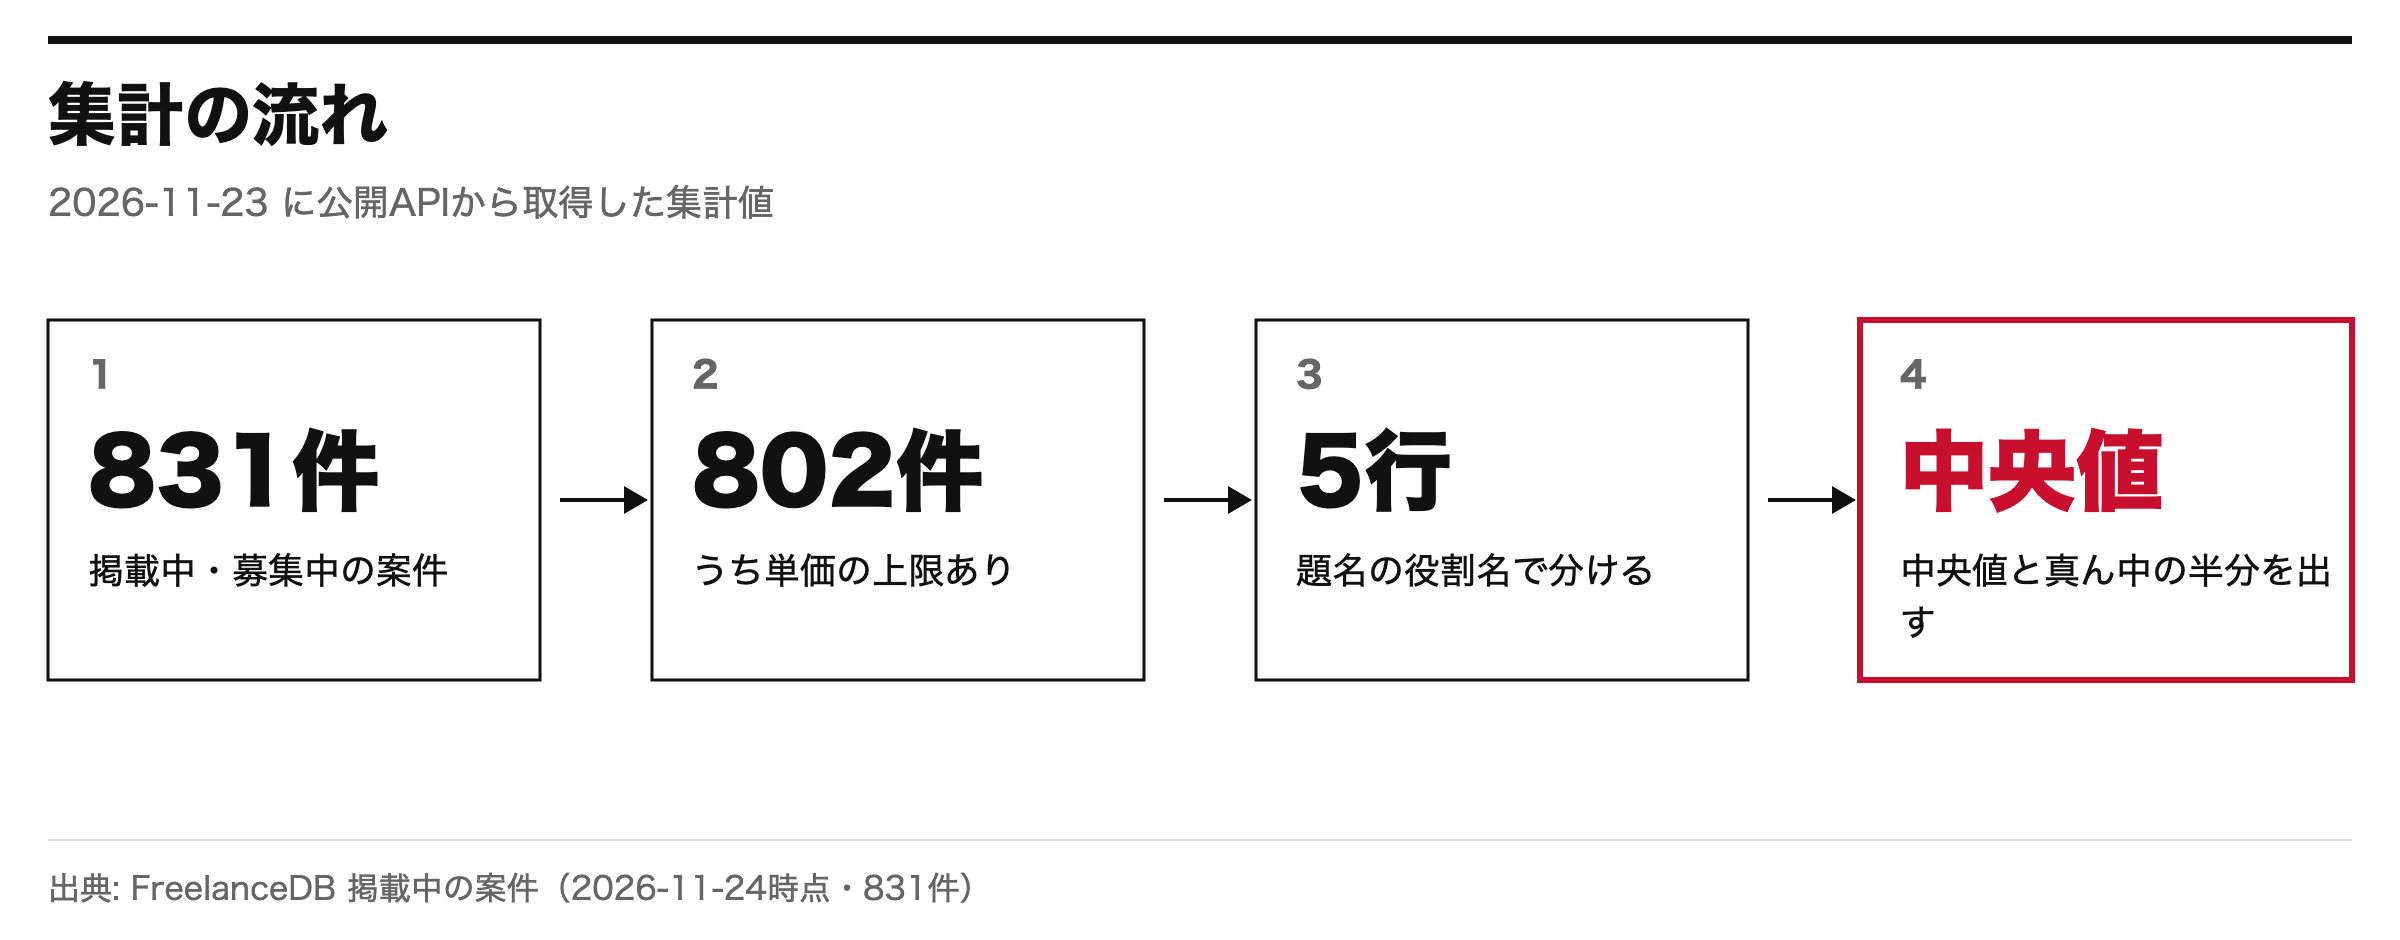 集計の流れ
2026-11-23 に公開APIから取得した集計値
1
831件
掲載中・募集中の案件
2
802件
うち単価の上限あり
3
5行
題名の役割名で分ける
4
中央値
中央値と真ん中の半分を出
す
出典: FreelanceDB 掲載中の案件（2026-11-24時点・831件）